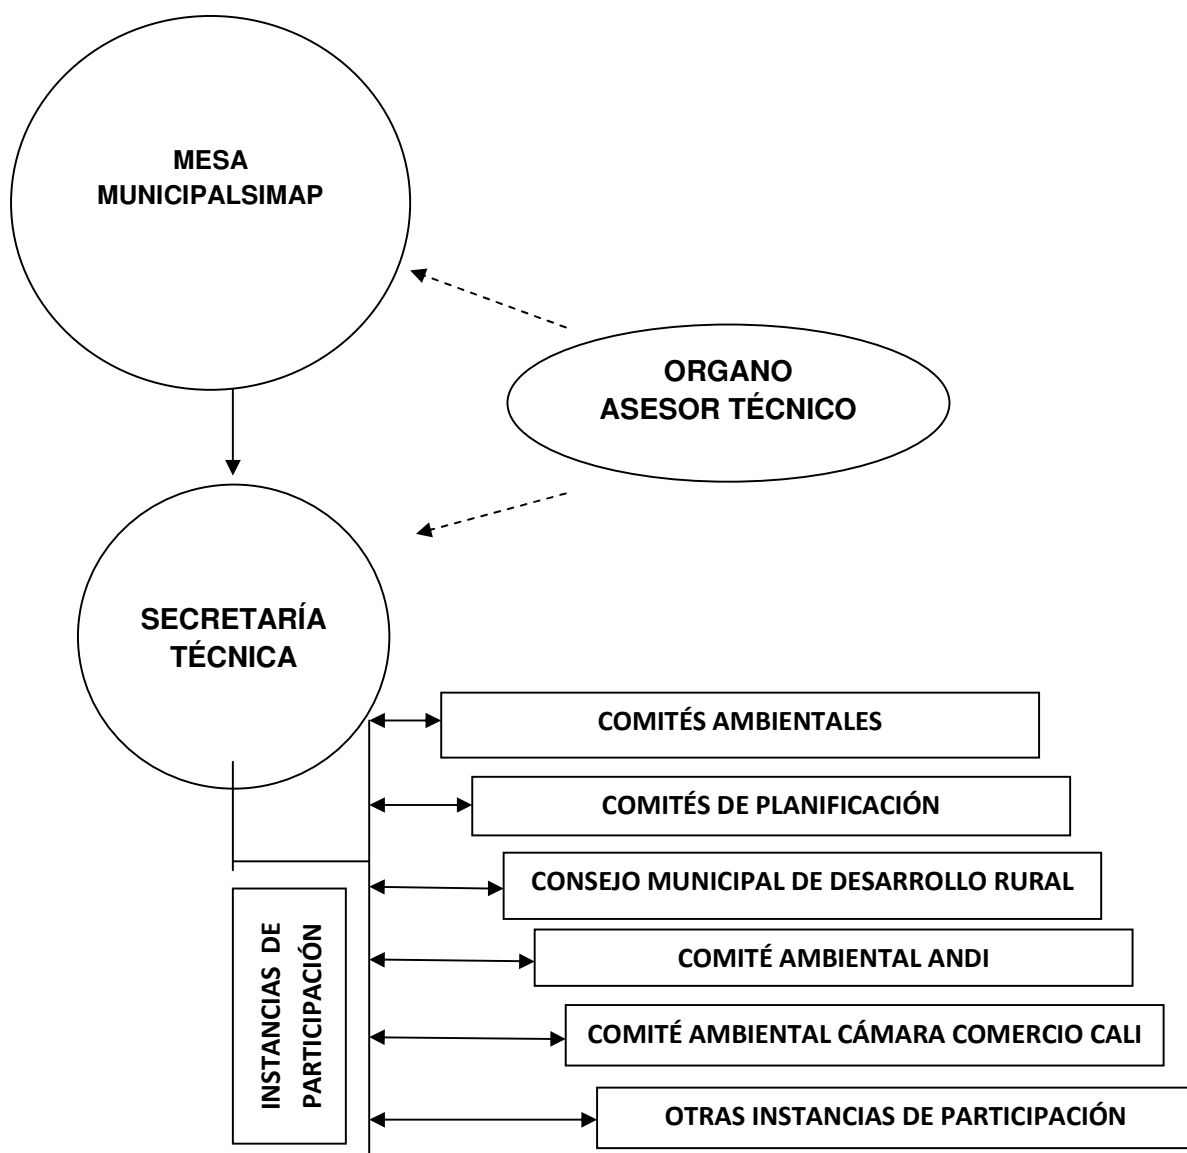 MESA
MUNICIPALSIMAP
ORGANO
ASESOR TÉCNICO
SECRETARÍA
TÉCNICA
COMITÉS AMBIENTALES
COMITÉS DE PLANIFICACIÓN
CONSEJO MUNICIPAL DE DESARROLLO RURAL
COMITÉ AMBIENTAL ANDI
COMITÉ AMBIENTAL CÁMARA COMERCIO CALI
OTRAS INSTANCIAS DE PARTICIPACIÓN
INSTANCIAS DE
PARTICIPACIÓN